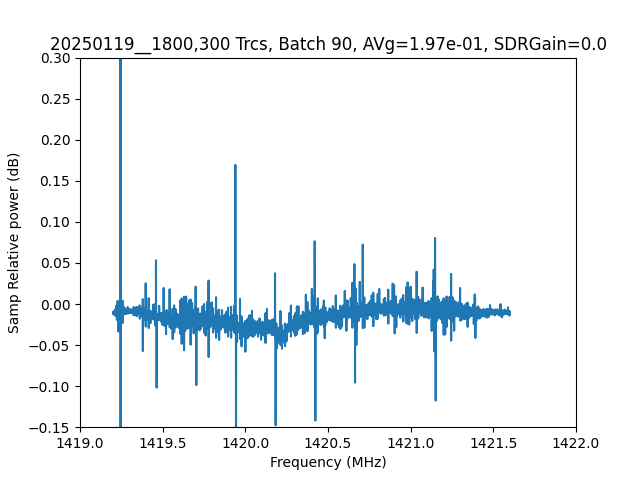 20250119__1800,300 Trcs, Batch 90, AVg=1.97e-01, SDRGain=0.0
Samp Relative power (dB)
0.30
0.25
0.20
0.15
0.10
0.05
0.00
−0.05
−0.10
−0.15
1419.0 1419.5 1420.0 1420.5 1421.0 1421.5 1422.0
Frequency (MHz)